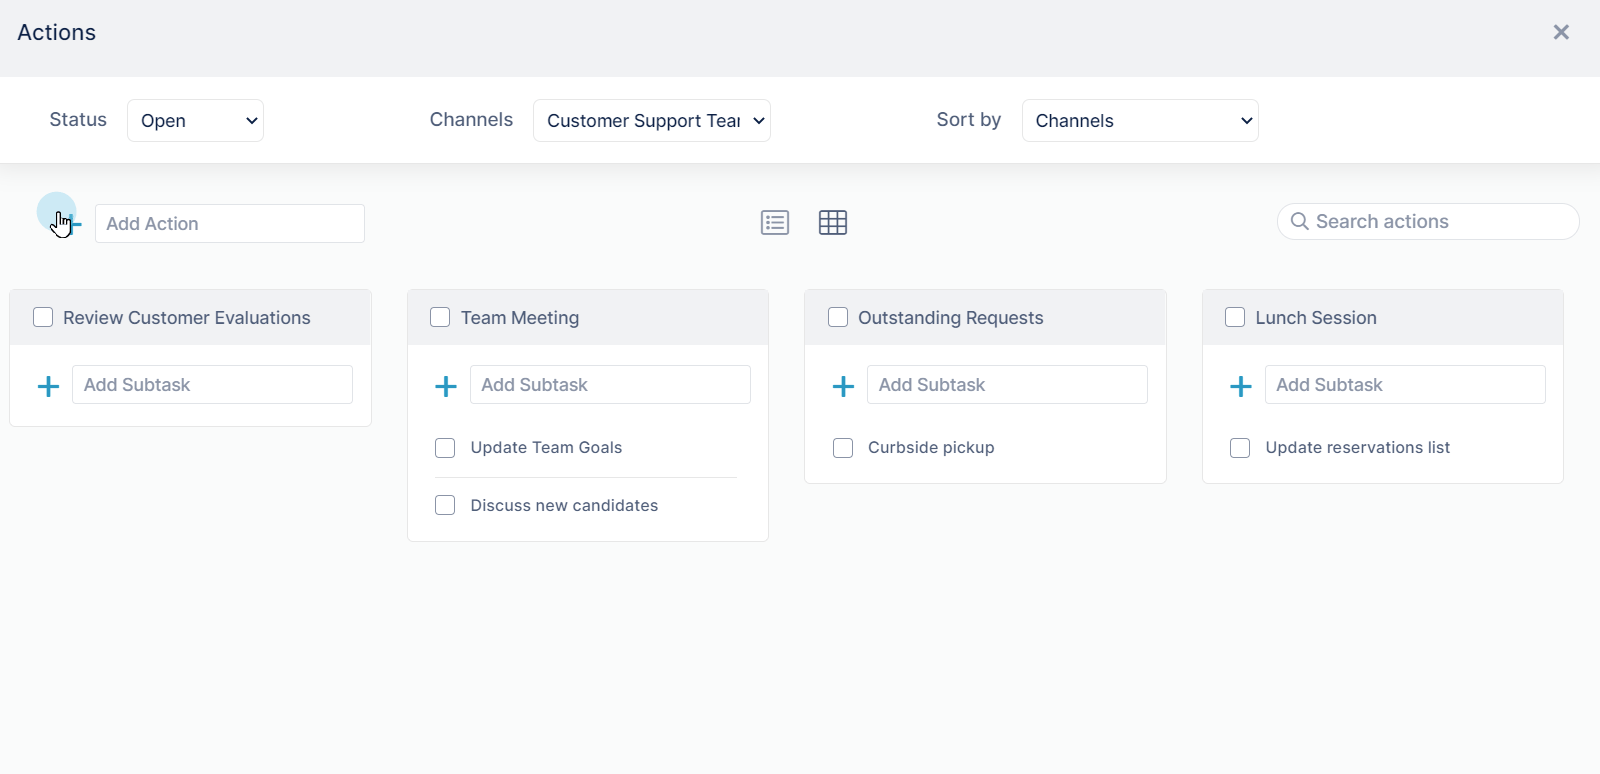 Actions
Status Open Channels Customer Support Tear Sort by Channels
Add Action Search actions
Review Customer Evaluations
Add Subtask
Team Meeting
Add Subtask
Update Team Goals
Discuss new candidates
Outstanding Requests
Add Subtask
Curbside pickup
Lunch Session
Add Subtask
Update reservations list